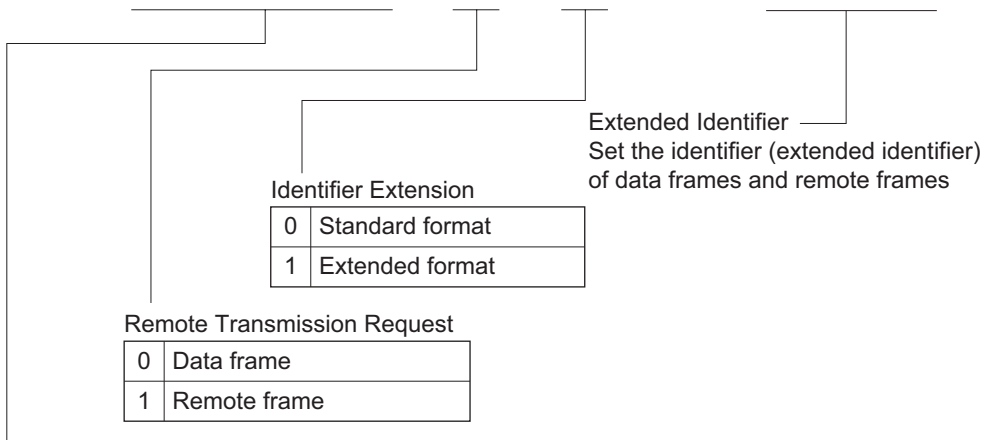 Extended Identifier
Set the identifier (extended identifier)
of data frames and remote frames
Identifier Extension
0 Standard format
1 Extended format
Remote Transmission Request
0 Data frame
1 Remote frame